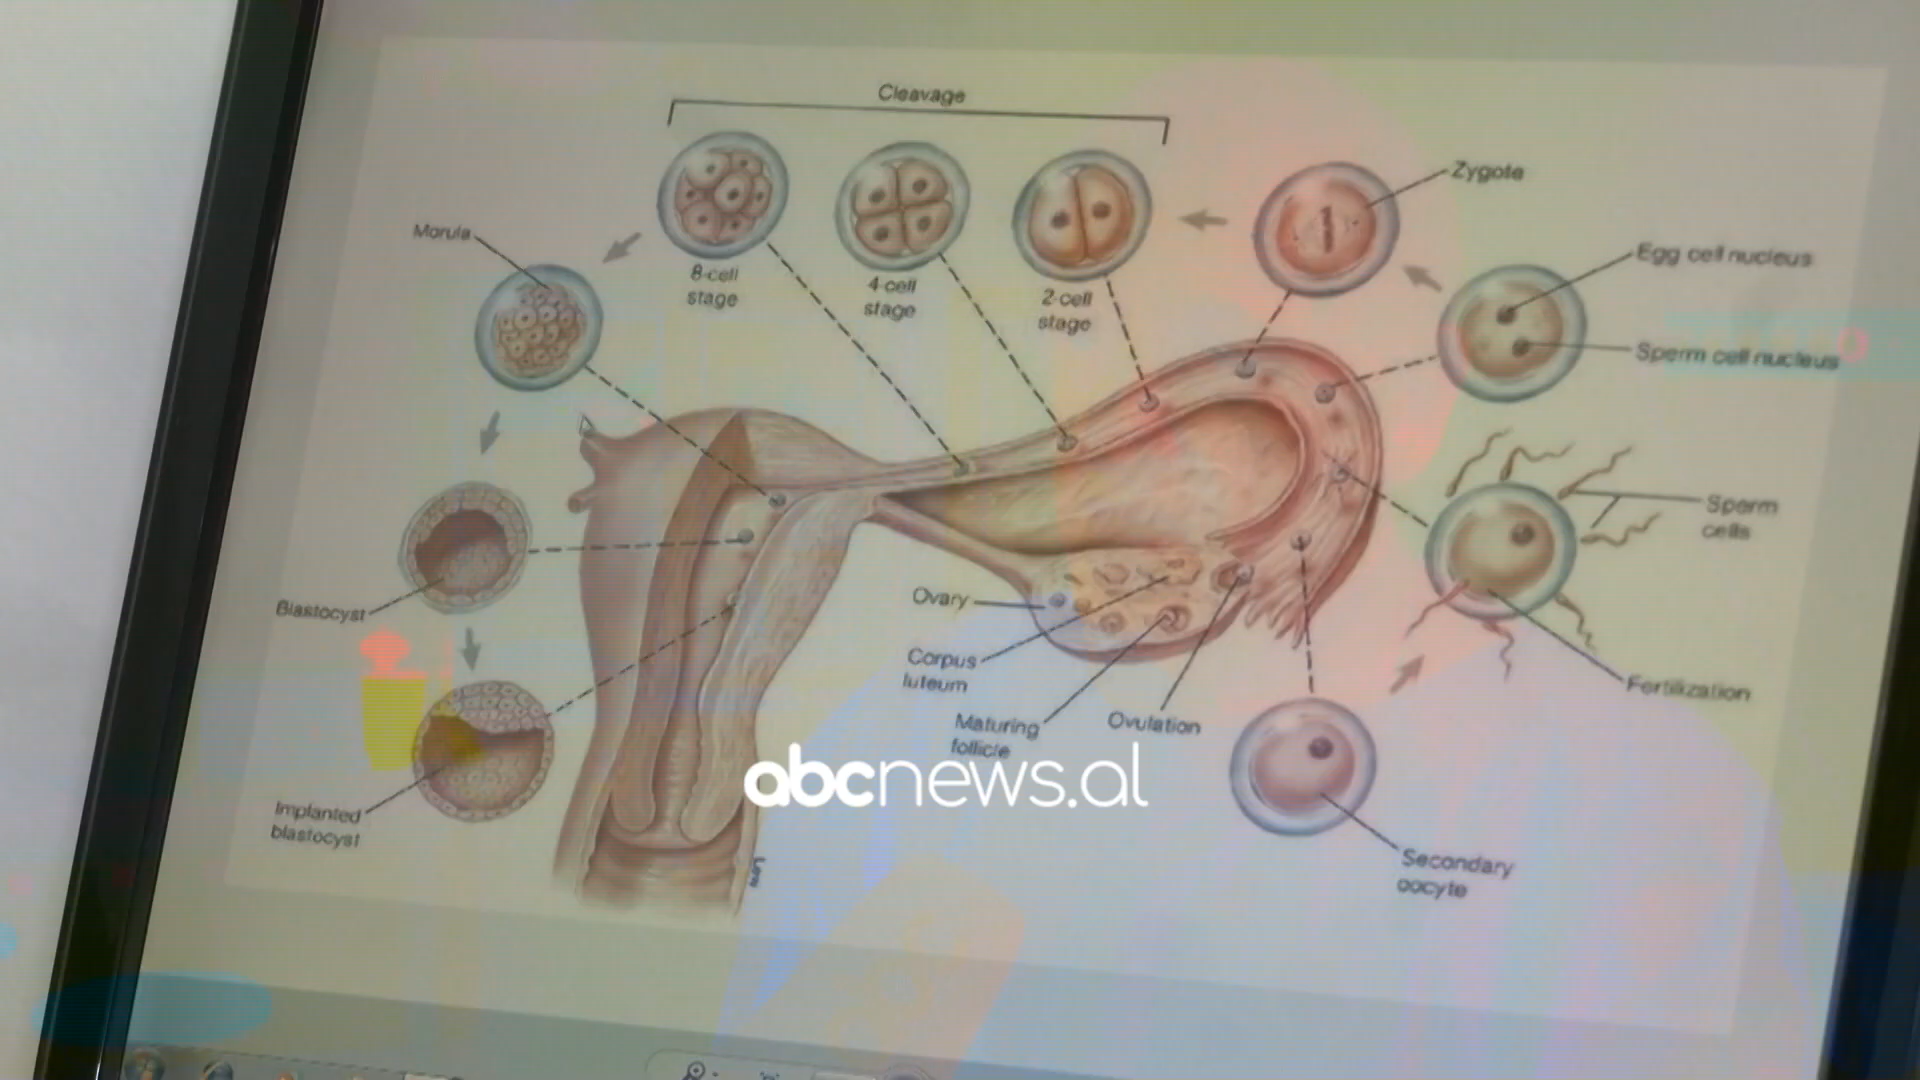 Cleavage
Zygote
Egg cell nucleus
Sperm cell nucleus
Morula
8-cell
stage
4-cell
stage
2-cell
stage
Sperm
cells
Blastocyst
Ovary
Corpus
luteum
Maturing
follicle
Ovulation
Fertilization
Implanted
blastocyst
Secondary
oocyte
abcnews.al